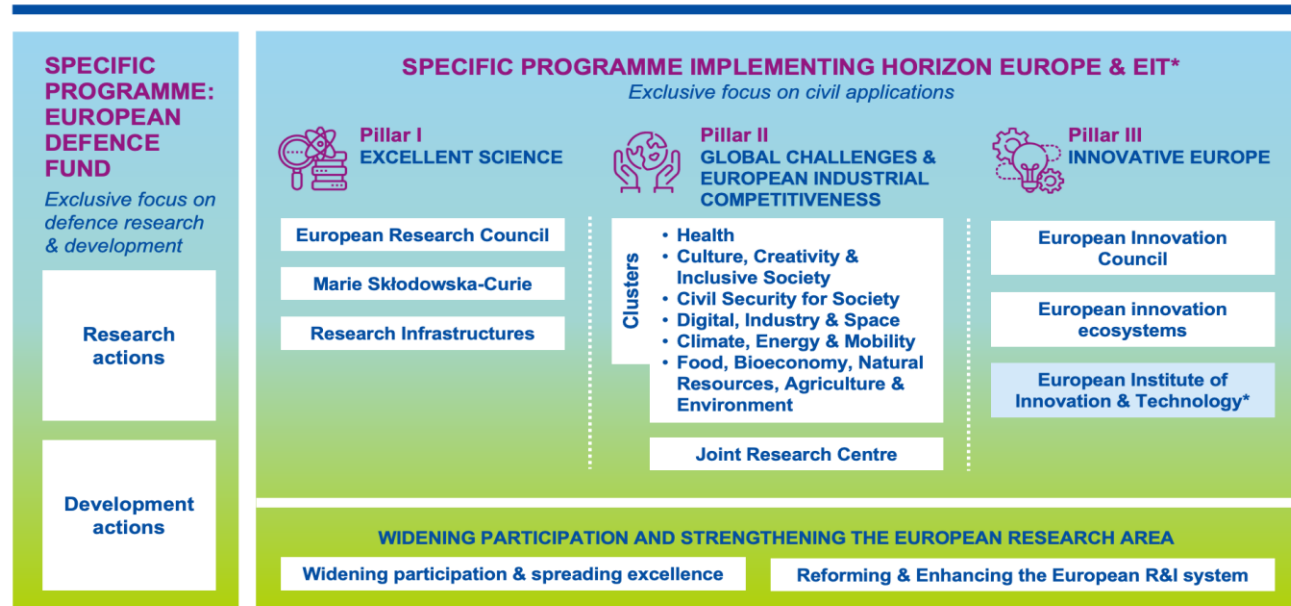 SPECIFIC
PROGRAMME:
EUROPEAN
DEFENCE
FUND
Exclusive focus on
defence research
& development
Research
actions
Development
actions
SPECIFIC PROGRAMME IMPLEMENTING HORIZON EUROPE & EIT*
Exclusive focus on civil applications
Pillar I
EXCELLENT SCIENCE
European Research Council
Marie Skłodowska-Curie
Research Infrastructures
Pillar II
GLOBAL CHALLENGES &
EUROPEAN INDUSTRIAL
COMPETITIVENESS
Clusters
• Health
• Culture, Creativity &
Inclusive Society
• Civil Security for Society
• Digital, Industry & Space
• Climate, Energy & Mobility
• Food, Bioeconomy, Natural
Resources, Agriculture &
Environment
Joint Research Centre
Pillar III
INNOVATIVE EUROPE
European Innovation
Council
European innovation
ecosystems
European Institute of
Innovation & Technology*
WIDENING PARTICIPATION AND STRENGTHENING THE EUROPEAN RESEARCH AREA
Widening participation & spreading excellence
Reforming & Enhancing the European R&I system